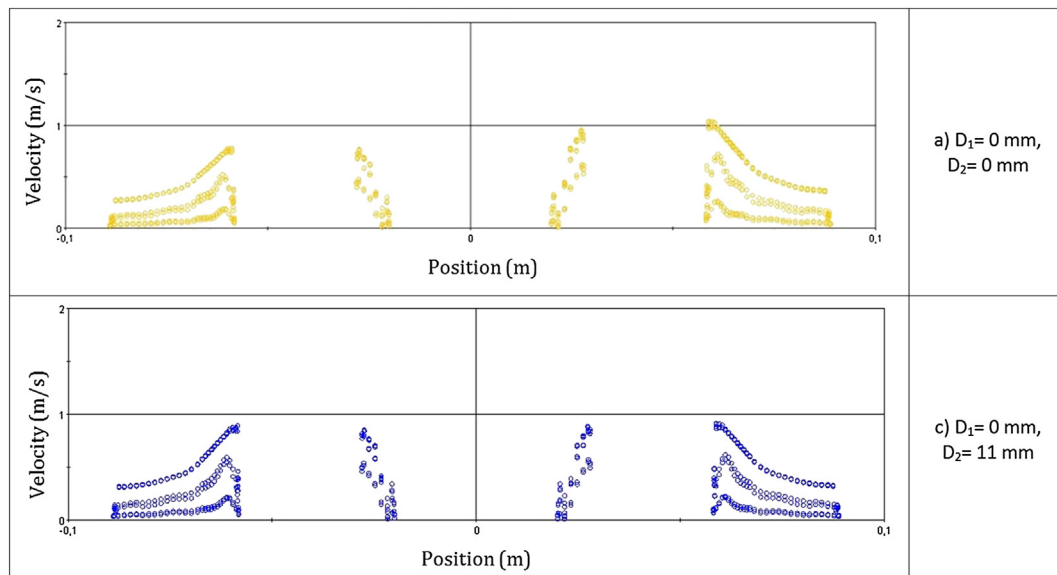 2
Velocity (m/s)
1
0
-0,1
0
0,1
Position (m)
a) D₁= 0 mm,
D₂= 0 mm
2
Velocity (m/s)
1
0
-0,1
0
0,1
Position (m)
c) D₁= 0 mm,
D₂= 11 mm